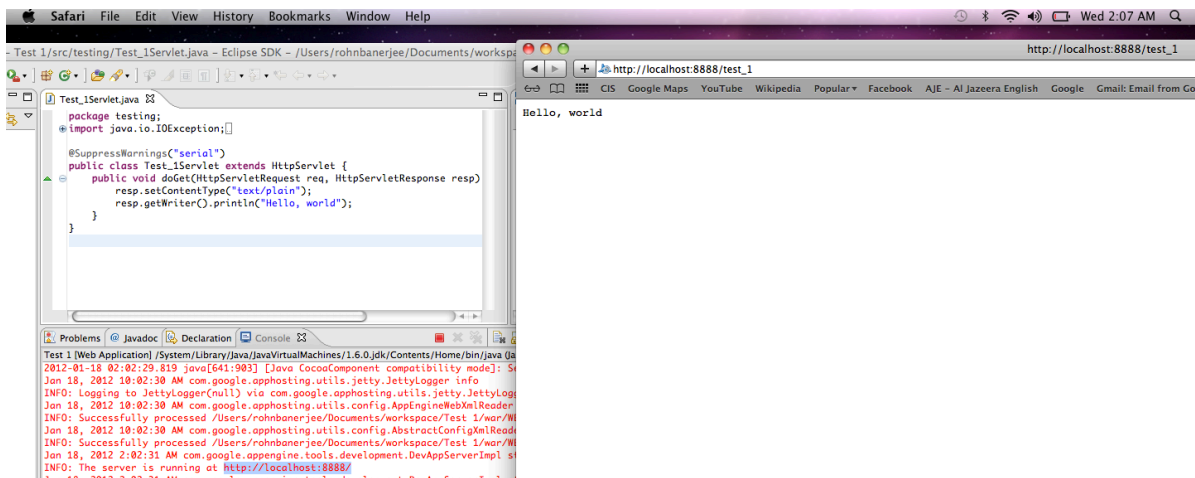 Safari File Edit View History Bookmarks Window Help Wed 2:07 AM
- Test 1/src/testing/Test_1Servlet.java - Eclipse SDK - /Users/rohnbanerjee/Documents/workspa
Test_1Servlet.java
package testing;
import java.io.IOException;
@SuppressWarnings("serial")
public class Test_1Servlet extends HttpServlet {
public void doGet(HttpServletRequest req, HttpServletResponse resp)
resp.setContentType("text/plain");
resp.getWriter().println("Hello, world");
}
}
Problems @ Javadoc Declaration Console
Test 1 [Web Application] /System/Library/Java/JavaVirtualMachines/1.6.0.jdk/Contents/Home/bin/java (Ja
2012-01-18 02:02:29.819 java[641:903] [Java CocoaComponent compatibility mode]: Se
Jan 18, 2012 10:02:30 AM com.google.apphosting.utils.jetty.JettyLogger info
INFO: Logging to JettyLogger(null) via com.google.apphosting.utils.jetty.JettyLogg
Jan 18, 2012 10:02:30 AM com.google.apphosting.utils.config.AppEngineWebXmlReader
INFO: Successfully processed /Users/rohnbanerjee/Documents/workspace/Test 1/war/WE
Jan 18, 2012 10:02:30 AM com.google.apphosting.utils.config.AbstractConfigXmlReade
INFO: Successfully processed /Users/rohnbanerjee/Documents/workspace/Test 1/war/WE
Jan 18, 2012 2:02:31 AM com.google.appengine.tools.development.DevAppServerImpl st
INFO: The server is running at http://localhost:8888/
http://localhost:8888/test_1
http://localhost:8888/test_1
CIS Google Maps YouTube Wikipedia Popular Facebook AJE - Al Jazeera English Google Gmail: Email from Go
Hello, world